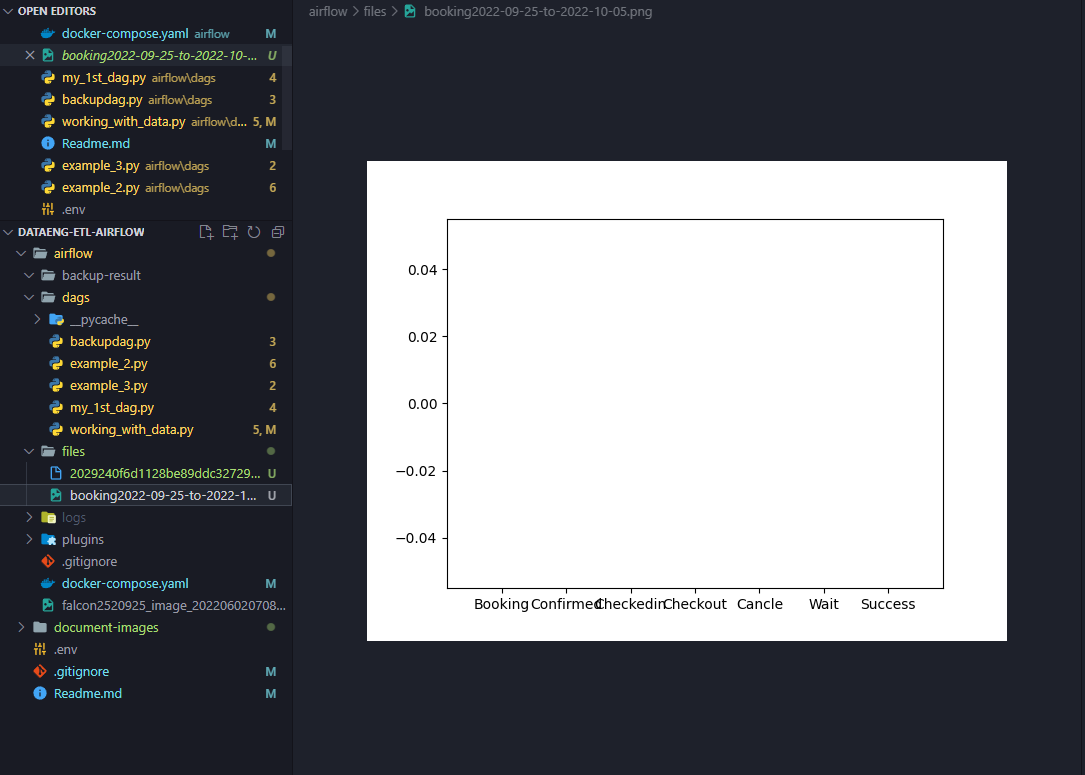 OPEN EDITORS
docker-compose.yaml airflow M
booking2022-09-25-to-2022-10-... U
my_1st_dag.py airflow\dags 4
backupdag.py airflow\dags 3
working_with_data.py airflow\d... 5, M
Readme.md M
example_3.py airflow\dags 2
example_2.py airflow\dags 6
.env
DATAENG-ETL-AIRFLOW
airflow
backup-result
dags
__pycache__
backupdag.py 3
example_2.py 6
example_3.py 2
my_1st_dag.py 4
working_with_data.py 5, M
files
2029240f6d1128be89ddc32729... U
booking2022-09-25-to-2022-1... U
logs
plugins
.gitignore
docker-compose.yaml M
falcon2520925_image_202206020708...
document-images
.env
.gitignore M
Readme.md M
airflow > files > booking2022-09-25-to-2022-10-05.png
0.04
0.02
0.00
−0.02
−0.04
Booking Confirmed Checkedin Checkout Cancle Wait Success